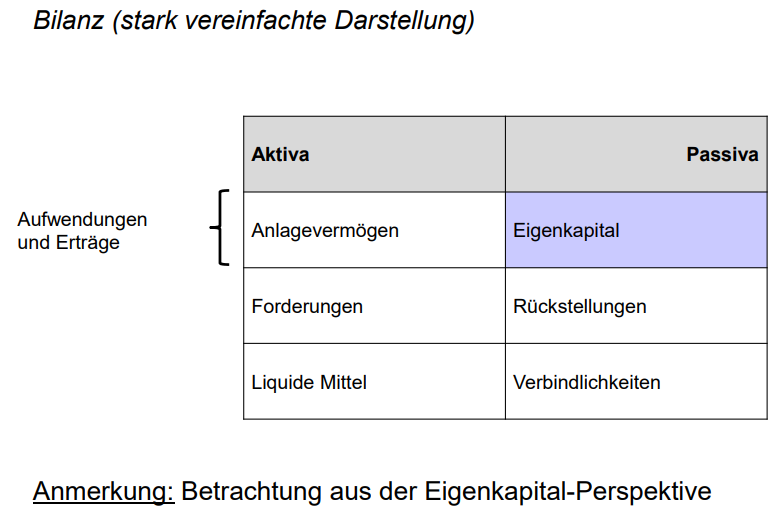 Bilanz (stark vereinfachte Darstellung)
Aktiva Passiva
Aufwendungen
und Erträge
Anlagevermögen Eigenkapital
Forderungen Rückstellungen
Liquide Mittel Verbindlichkeiten
Anmerkung: Betrachtung aus der Eigenkapital-Perspektive